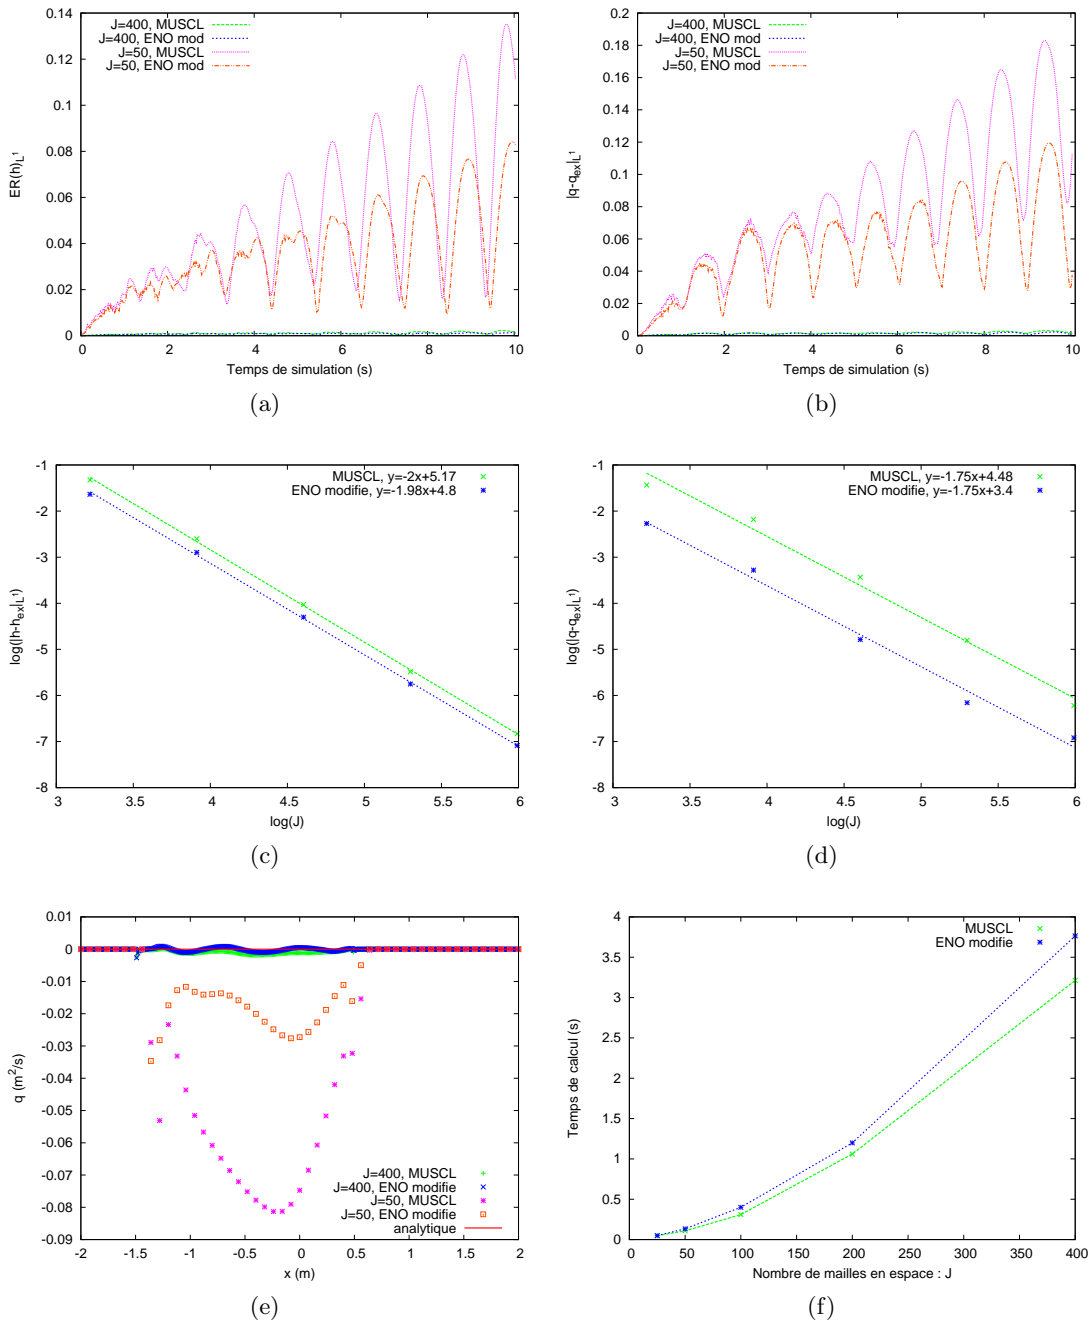 0.14
0.12
0.1
0.08
0.06
0.04
0.02
0
ER(h)L1
J=400, MUSCL
J=400, ENO mod
J=50, MUSCL
J=50, ENO mod
0 2 4 6 8 10
Temps de simulation (s)
(a)
0.2
0.18
0.16
0.14
0.12
0.1
0.08
0.06
0.04
0.02
0
|q-qex|L1
J=400, MUSCL
J=400, ENO mod
J=50, MUSCL
J=50, ENO mod
0 2 4 6 8 10
Temps de simulation (s)
(b)
-1
-2
-3
-4
-5
-6
-7
-8
log(|h-hex|L1)
MUSCL, y=-2x+5.17
ENO modifie, y=-1.98x+4.8
3 3.5 4 4.5 5 5.5 6
log(J)
(c)
-1
-2
-3
-4
-5
-6
-7
-8
log(|q-qex|L1)
MUSCL, y=-1.75x+4.48
ENO modifie, y=-1.75x+3.4
3 3.5 4 4.5 5 5.5 6
log(J)
(d)
0.01
0
-0.01
-0.02
-0.03
-0.04
-0.05
-0.06
-0.07
-0.08
-0.09
q (m2/s)
J=400, MUSCL
J=400, ENO modifie
J=50, MUSCL
J=50, ENO modifie
analytique
-2 -1.5 -1 -0.5 0 0.5 1 1.5 2
x (m)
(e)
4
3.5
3
2.5
2
1.5
1
0.5
0
Temps de calcul (s)
MUSCL
ENO modifie
0 50 100 150 200 250 300 350 400
Nombre de mailles en espace : J
(f)